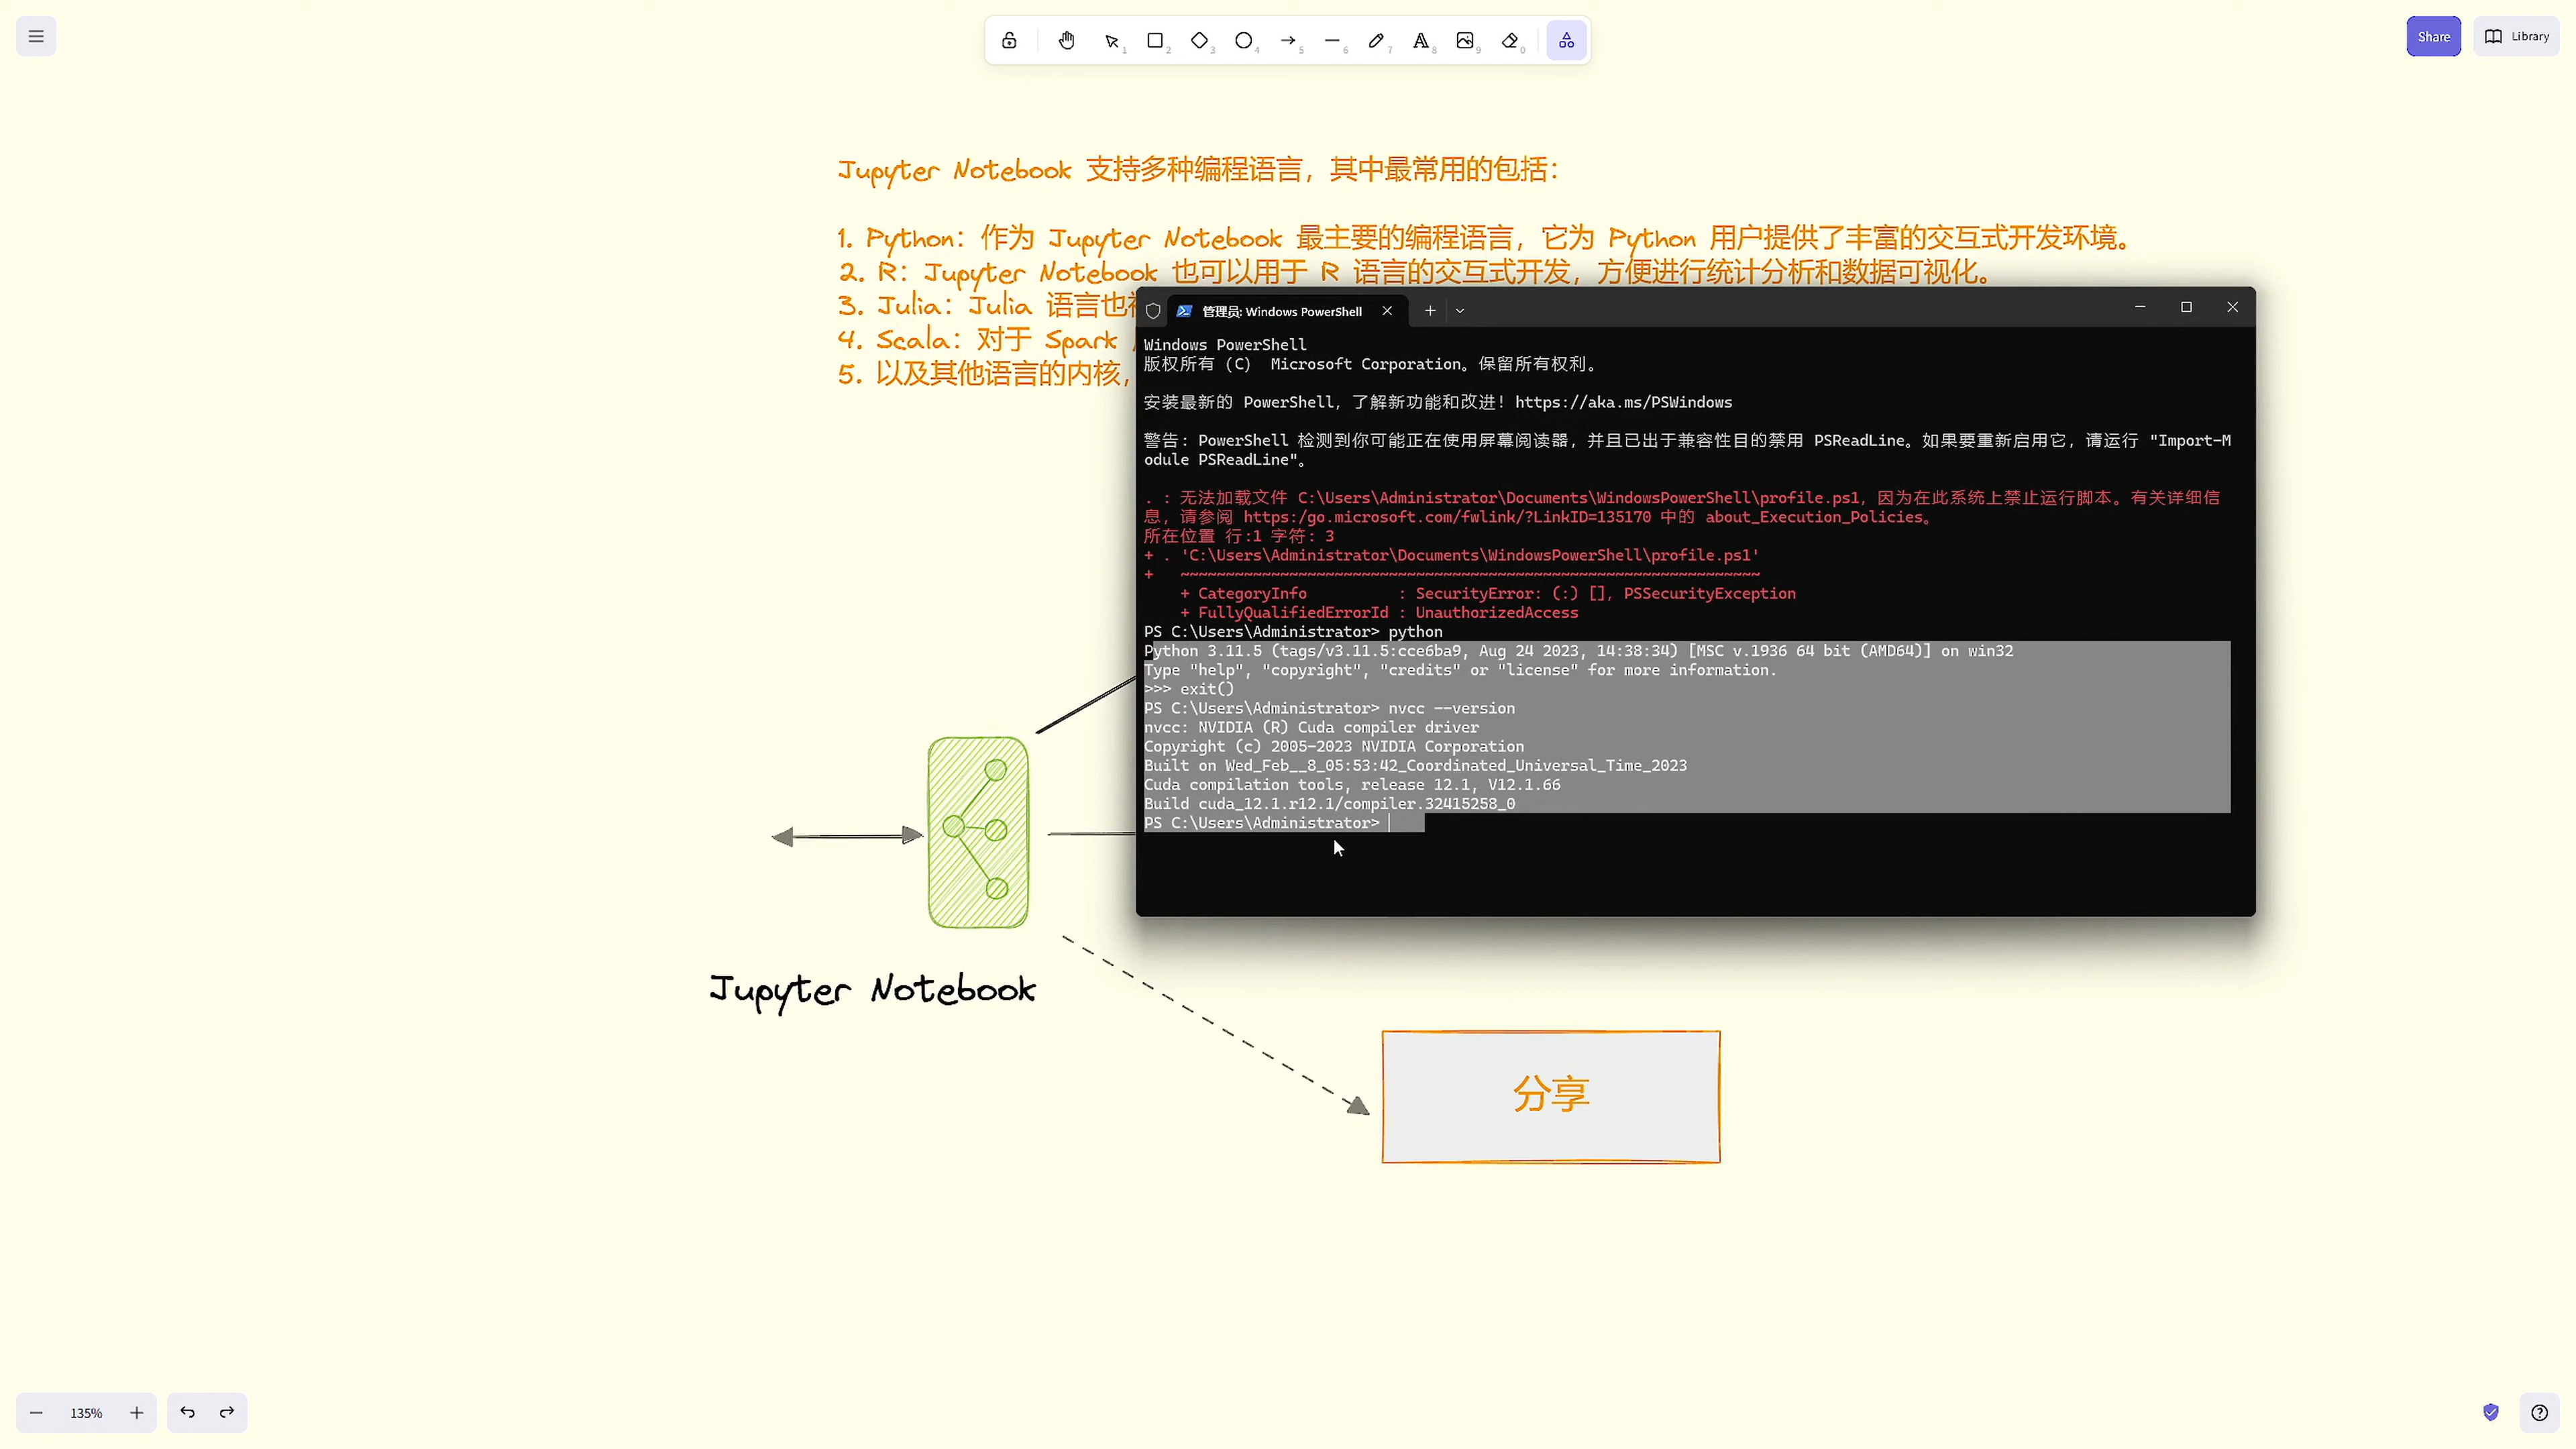 1
2
3
4
5
6
7
8
9
0
Share
Library
Jupyter Notebook 支持多种编程语言，其中最常用的包括：
1. Python：作为 Jupyter Notebook 最主要的编程语言，它为 Python 用户提供了丰富的交互式开发环境。
2. R：Jupyter Notebook 也可以用于 R 语言的交互式开发，方便进行统计分析和数据可视化。
3. Julia：Julia 语言也
4. Scala：对于 Spark
5. 以及其他语言的内核，
管理员: Windows PowerShell
Windows PowerShell
版权所有（C） Microsoft Corporation。保留所有权利。
安装最新的 PowerShell，了解新功能和改进！https://aka.ms/PSWindows
警告: PowerShell 检测到你可能正在使用屏幕阅读器，并且已出于兼容性目的禁用 PSReadLine。如果要重新启用它，请运行 "Import-M
odule PSReadLine"。
. : 无法加载文件 C:\Users\Administrator\Documents\WindowsPowerShell\profile.ps1，因为在此系统上禁止运行脚本。有关详细信
息，请参阅 https:/go.microsoft.com/fwlink/?LinkID=135170 中的 about_Execution_Policies。
所在位置 行:1 字符: 3
+ . 'C:\Users\Administrator\Documents\WindowsPowerShell\profile.ps1'
+   ~~~~~~~~~~~~~~~~~~~~~~~~~~~~~~~~~~~~~~~~~~~~~~~~~~~~~~~~~~~~~~~~
+ CategoryInfo          : SecurityError: (:) [], PSSecurityException
+ FullyQualifiedErrorId : UnauthorizedAccess
PS C:\Users\Administrator> python
Python 3.11.5 (tags/v3.11.5:cce6ba9, Aug 24 2023, 14:38:34) [MSC v.1936 64 bit (AMD64)] on win32
Type "help", "copyright", "credits" or "license" for more information.
>>> exit()
PS C:\Users\Administrator> nvcc --version
nvcc: NVIDIA (R) Cuda compiler driver
Copyright (c) 2005-2023 NVIDIA Corporation
Built on Wed_Feb__8_05:53:42_Coordinated_Universal_Time_2023
Cuda compilation tools, release 12.1, V12.1.66
Build cuda_12.1.r12.1/compiler.32415258_0
PS C:\Users\Administrator>
Jupyter Notebook
分享
135%